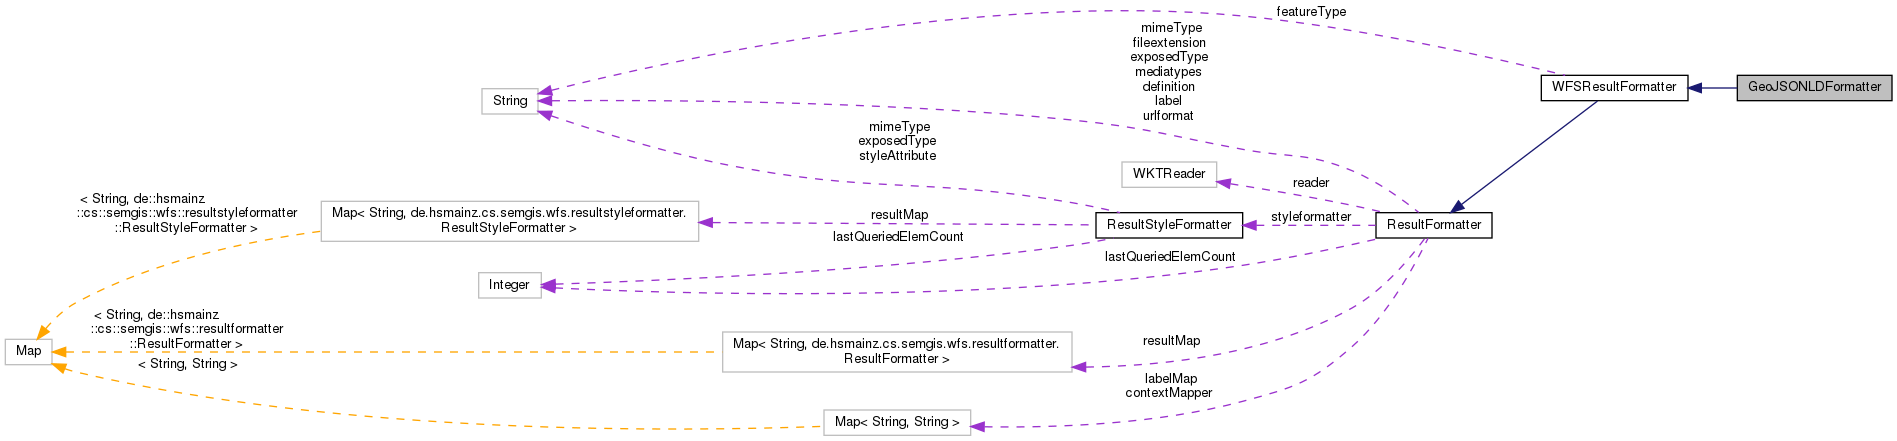 featureType
mimeType
fileextension
exposedType
mediatypes
definition
label
urlformat
WFSResultFormatter
GeoJSONLDFormatter
String
mimeType
exposedType
styleAttribute
WKTReader
reader
< String, de::hsmainz
::cs::semgis::wfs::resultstyleformatter
::ResultStyleFormatter >
Map< String, de.hsmainz.cs.semgis.wfs.resultstyleformatter.
ResultStyleFormatter >
resultMap
ResultStyleFormatter
styleformatter
ResultFormatter
lastQueriedElemCount
lastQueriedElemCount
Integer
< String, de::hsmainz
::cs::semgis::wfs::resultformatter
::ResultFormatter >
Map
Map< String, de.hsmainz.cs.semgis.wfs.resultformatter.
ResultFormatter >
resultMap
< String, String >
labelMap
contextMapper
Map< String, String >